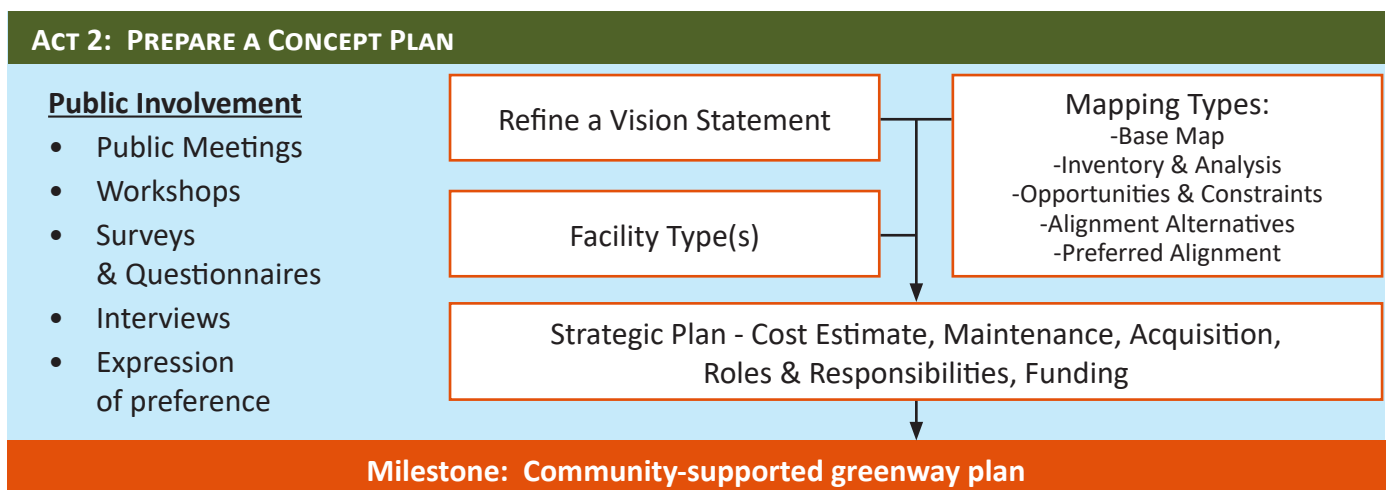 Act 2: Prepare a Concept Plan
Public Involvement
• Public Meetings
• Workshops
• Surveys
& Questionnaires
• Interviews
• Expression
of preference
Refine a Vision Statement
Facility Type(s)
Mapping Types:
-Base Map
-Inventory & Analysis
-Opportunities & Constraints
-Alignment Alternatives
-Preferred Alignment
Strategic Plan - Cost Estimate, Maintenance, Acquisition,
Roles & Responsibilities, Funding
Milestone: Community-supported greenway plan